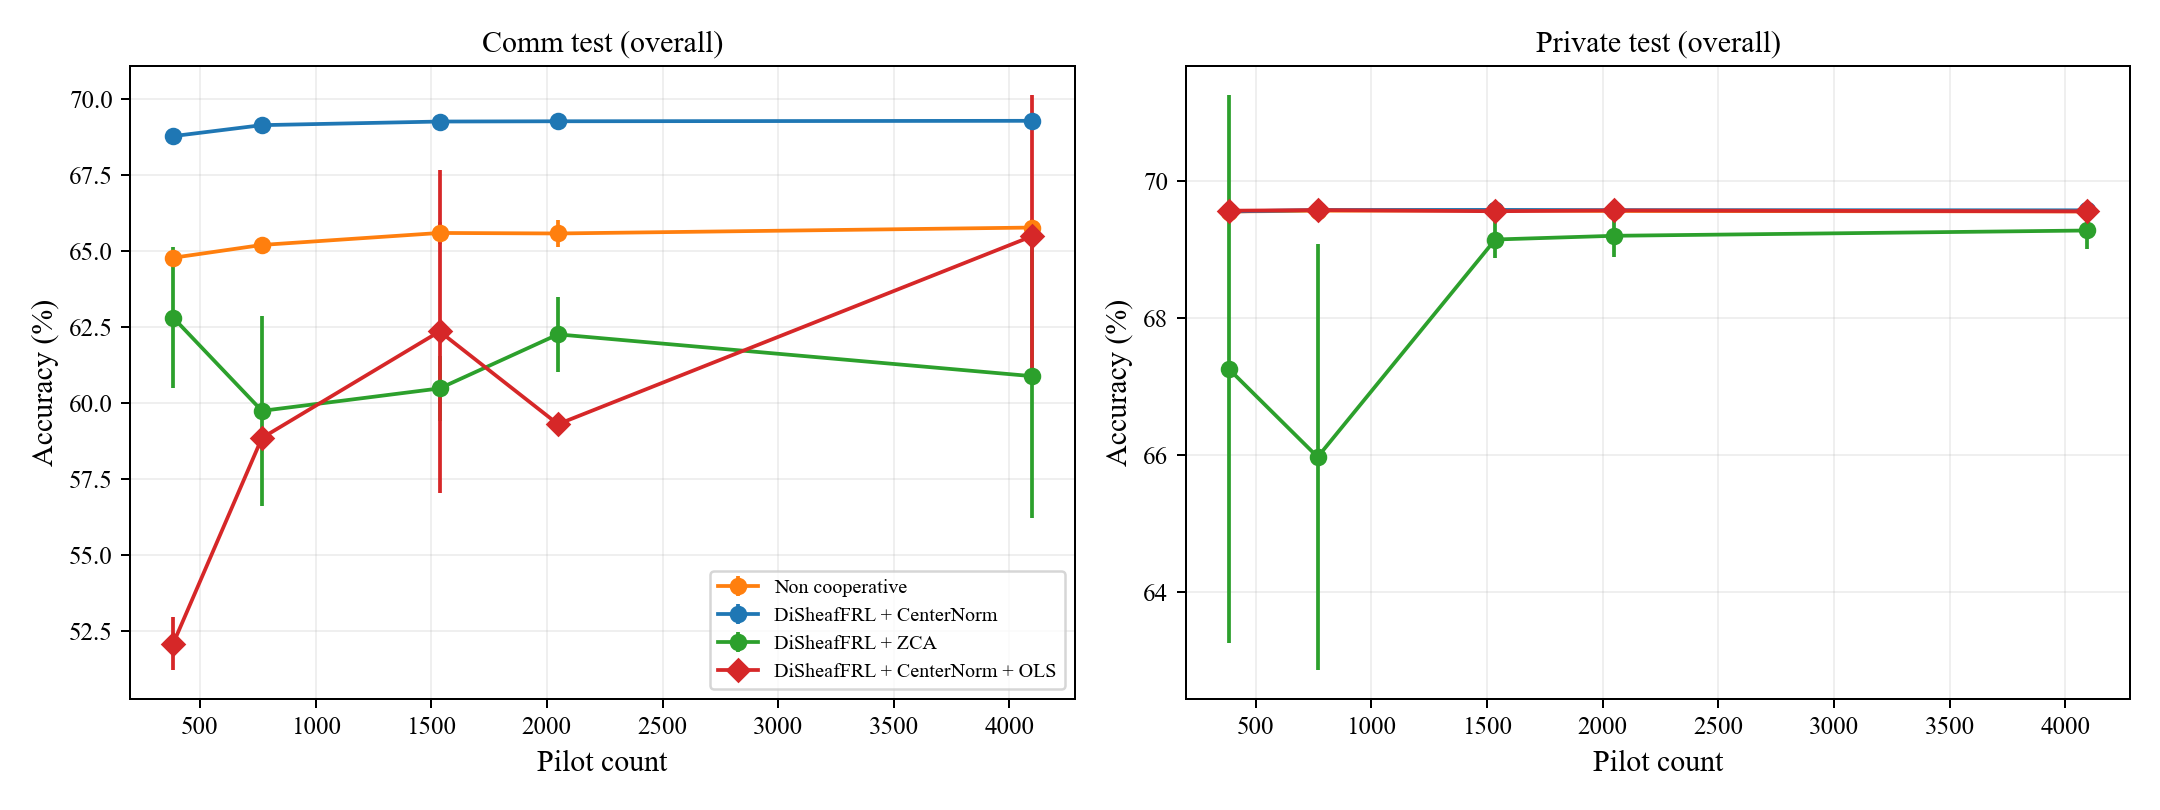 Comm test (overall)
Accuracy (%)
70.0
67.5
65.0
62.5
60.0
57.5
55.0
52.5
500 1000 1500 2000 2500 3000 3500 4000
Pilot count
Non cooperative
DiSheafFRL + CenterNorm
DiSheafFRL + ZCA
DiSheafFRL + CenterNorm + OLS
Private test (overall)
Accuracy (%)
70
68
66
64
500 1000 1500 2000 2500 3000 3500 4000
Pilot count